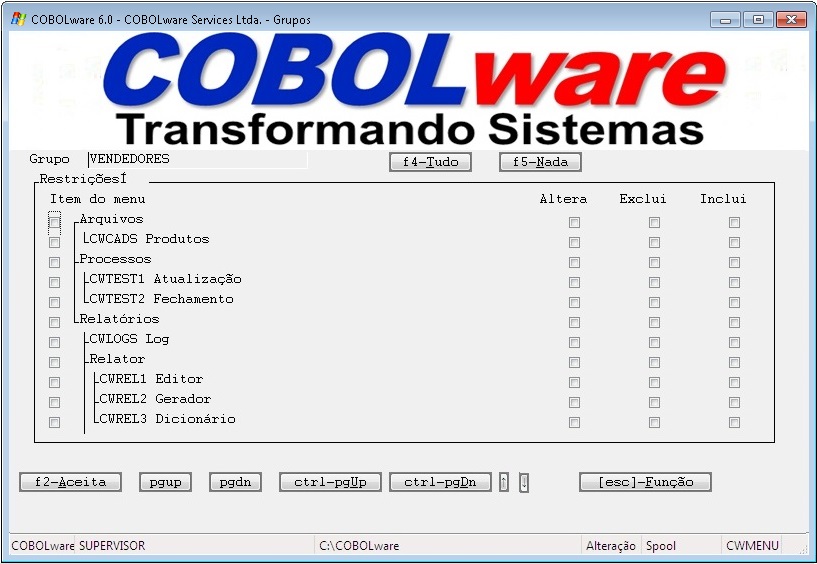 COBOLware 6.0 - COBOLware Services Ltda. - Grupos
COBOLware
Transformando Sistemas
Grupo VENDEDORES f4-Tudo f5-Nada
RestriçõesÍ
Item do menu Altera Exclui Inclui
Arquivos
CWCADS Produtos
Processos
CWTEST1 Atualização
CWTEST2 Fechamento
Relatórios
CWLOGS Log
Relator
CWREL1 Editor
CWREL2 Gerador
CWREL3 Dicionário
f2-Aceita pgup pgdn ctrl-pgUp ctrl-pgDn ↑ ↓ [esc]-Função
COBOLware SUPERVISOR C:\COBOLware Alteração Spool CWMENU